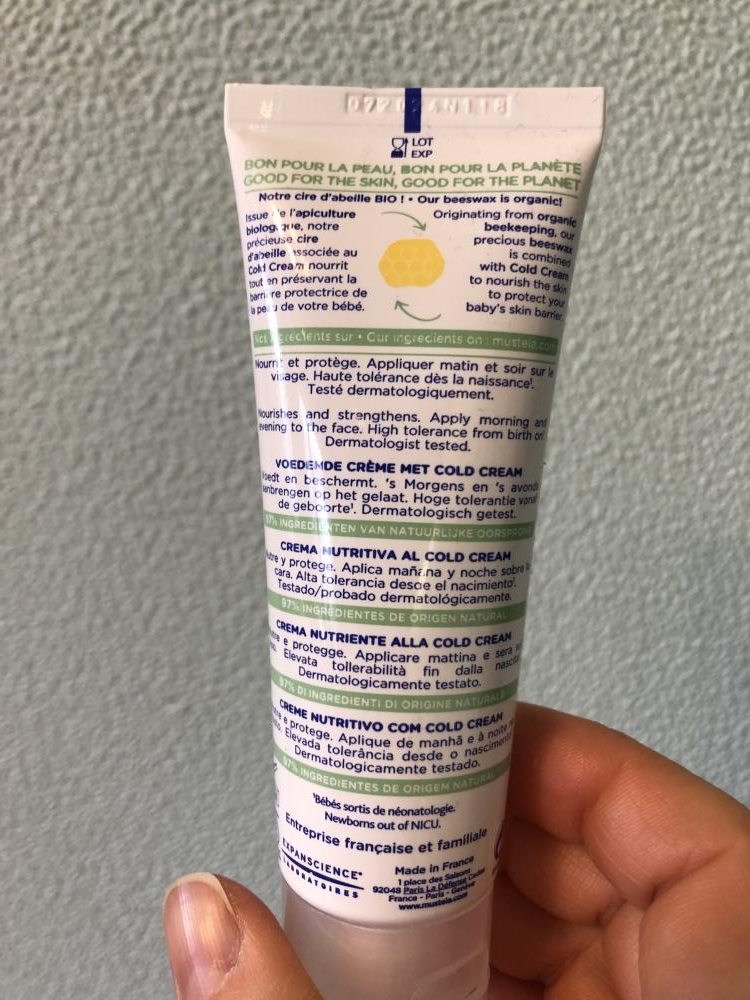 LOT
EXP
BON POUR LA PEAU, BON POUR LA PLANÈTE
GOOD FOR THE SKIN, GOOD FOR THE PLANET
Notre cire d'abeille BIO ! • Our beeswax is organic!
Issue de l'apiculture
biologique, notre
précieuse cire
d'abeille associée au
Cold Cream nourrit
tout en préservant la
barrière protectrice de
la peau de votre bébé.
Originating from organic
beekeeping, our
precious beeswax
is combined
with Cold Cream
to nourish the skin
to protect your
baby's skin barrier.
Nos ingrédients sur • Our ingredients on : mustela.com
Nourrit et protège. Appliquer matin et soir sur le
visage. Haute tolérance dès la naissance¹.
Testé dermatologiquement.
Nourishes and strengthens. Apply morning and
evening to the face. High tolerance from birth on¹.
Dermatologist tested.
VOEDENDE CRÈME MET COLD CREAM
Voedt en beschermt. 's Morgens en 's avonds
aanbrengen op het gelaat. Hoge tolerantie vanaf
de geboorte¹. Dermatologisch getest.
97% INGREDIËNTEN VAN NATUURLIJKE OORSPRONG
CREMA NUTRITIVA AL COLD CREAM
y protege. Aplica mañana y noche sobre
cara. Alta tolerancia desde el nacimiento¹.
Testado/probado dermatológicamente.
97% INGREDIENTES DE ORIGEN NATURAL
CREMA NUTRIENTE ALLA COLD CREAM
e protegge. Applicare mattina e sera
Elevata tollerabilità fin dalla
Dermatologicamente testato.
97% DI INGREDIENTI DI ORIGINE NATURALE
CREME NUTRITIVO COM COLD CREAM
e protege. Aplique de manhã e à noite
Elevada tolerância desde o nascimento
Dermatologicamente testado.
97% INGREDIENTES DE ORIGEM NATURAL
¹Bébés sortis de néonatologie.
Newborns out of NICU.
Entreprise française et familiale
EXPANSCIENCE®
LABORATOIRES
Made in France
1 place des Saisons
92048 Paris La Défense Cedex
France - Paris - Genève
www.mustela.com